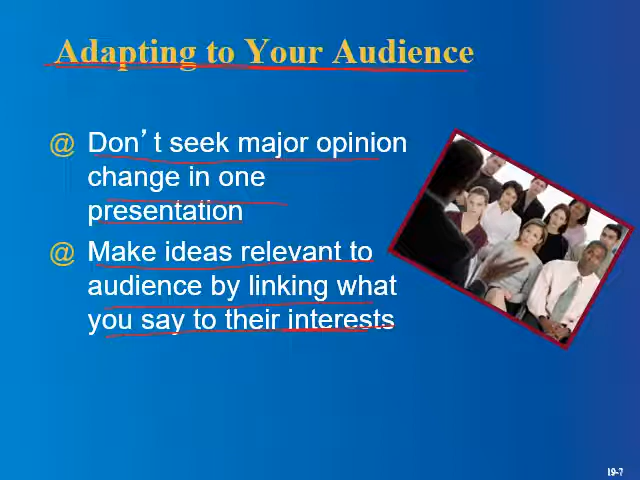 Adapting to Your Audience
@ Don’t seek major opinion
change in one
presentation
@ Make ideas relevant to
audience by linking what
you say to their interests
19-7